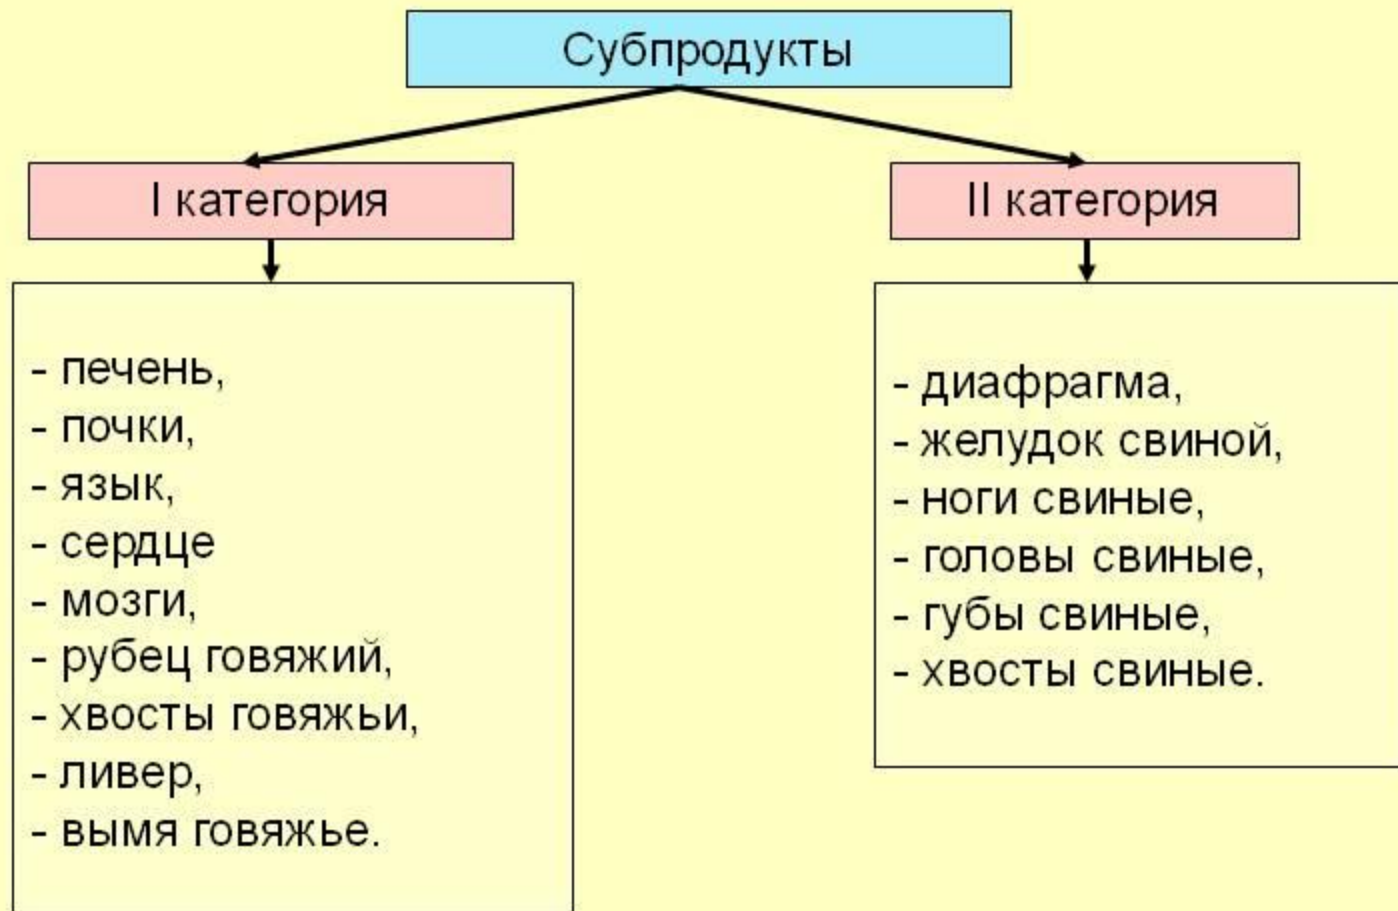 Субпродукты
I категория
- печень,
- почки,
- язык,
- сердце
- мозги,
- рубец говяжий,
- хвосты говяжьи,
- ливер,
- вымя говяжье.
II категория
- диафрагма,
- желудок свиной,
- ноги свиные,
- головы свиные,
- губы свиные,
- хвосты свиные.